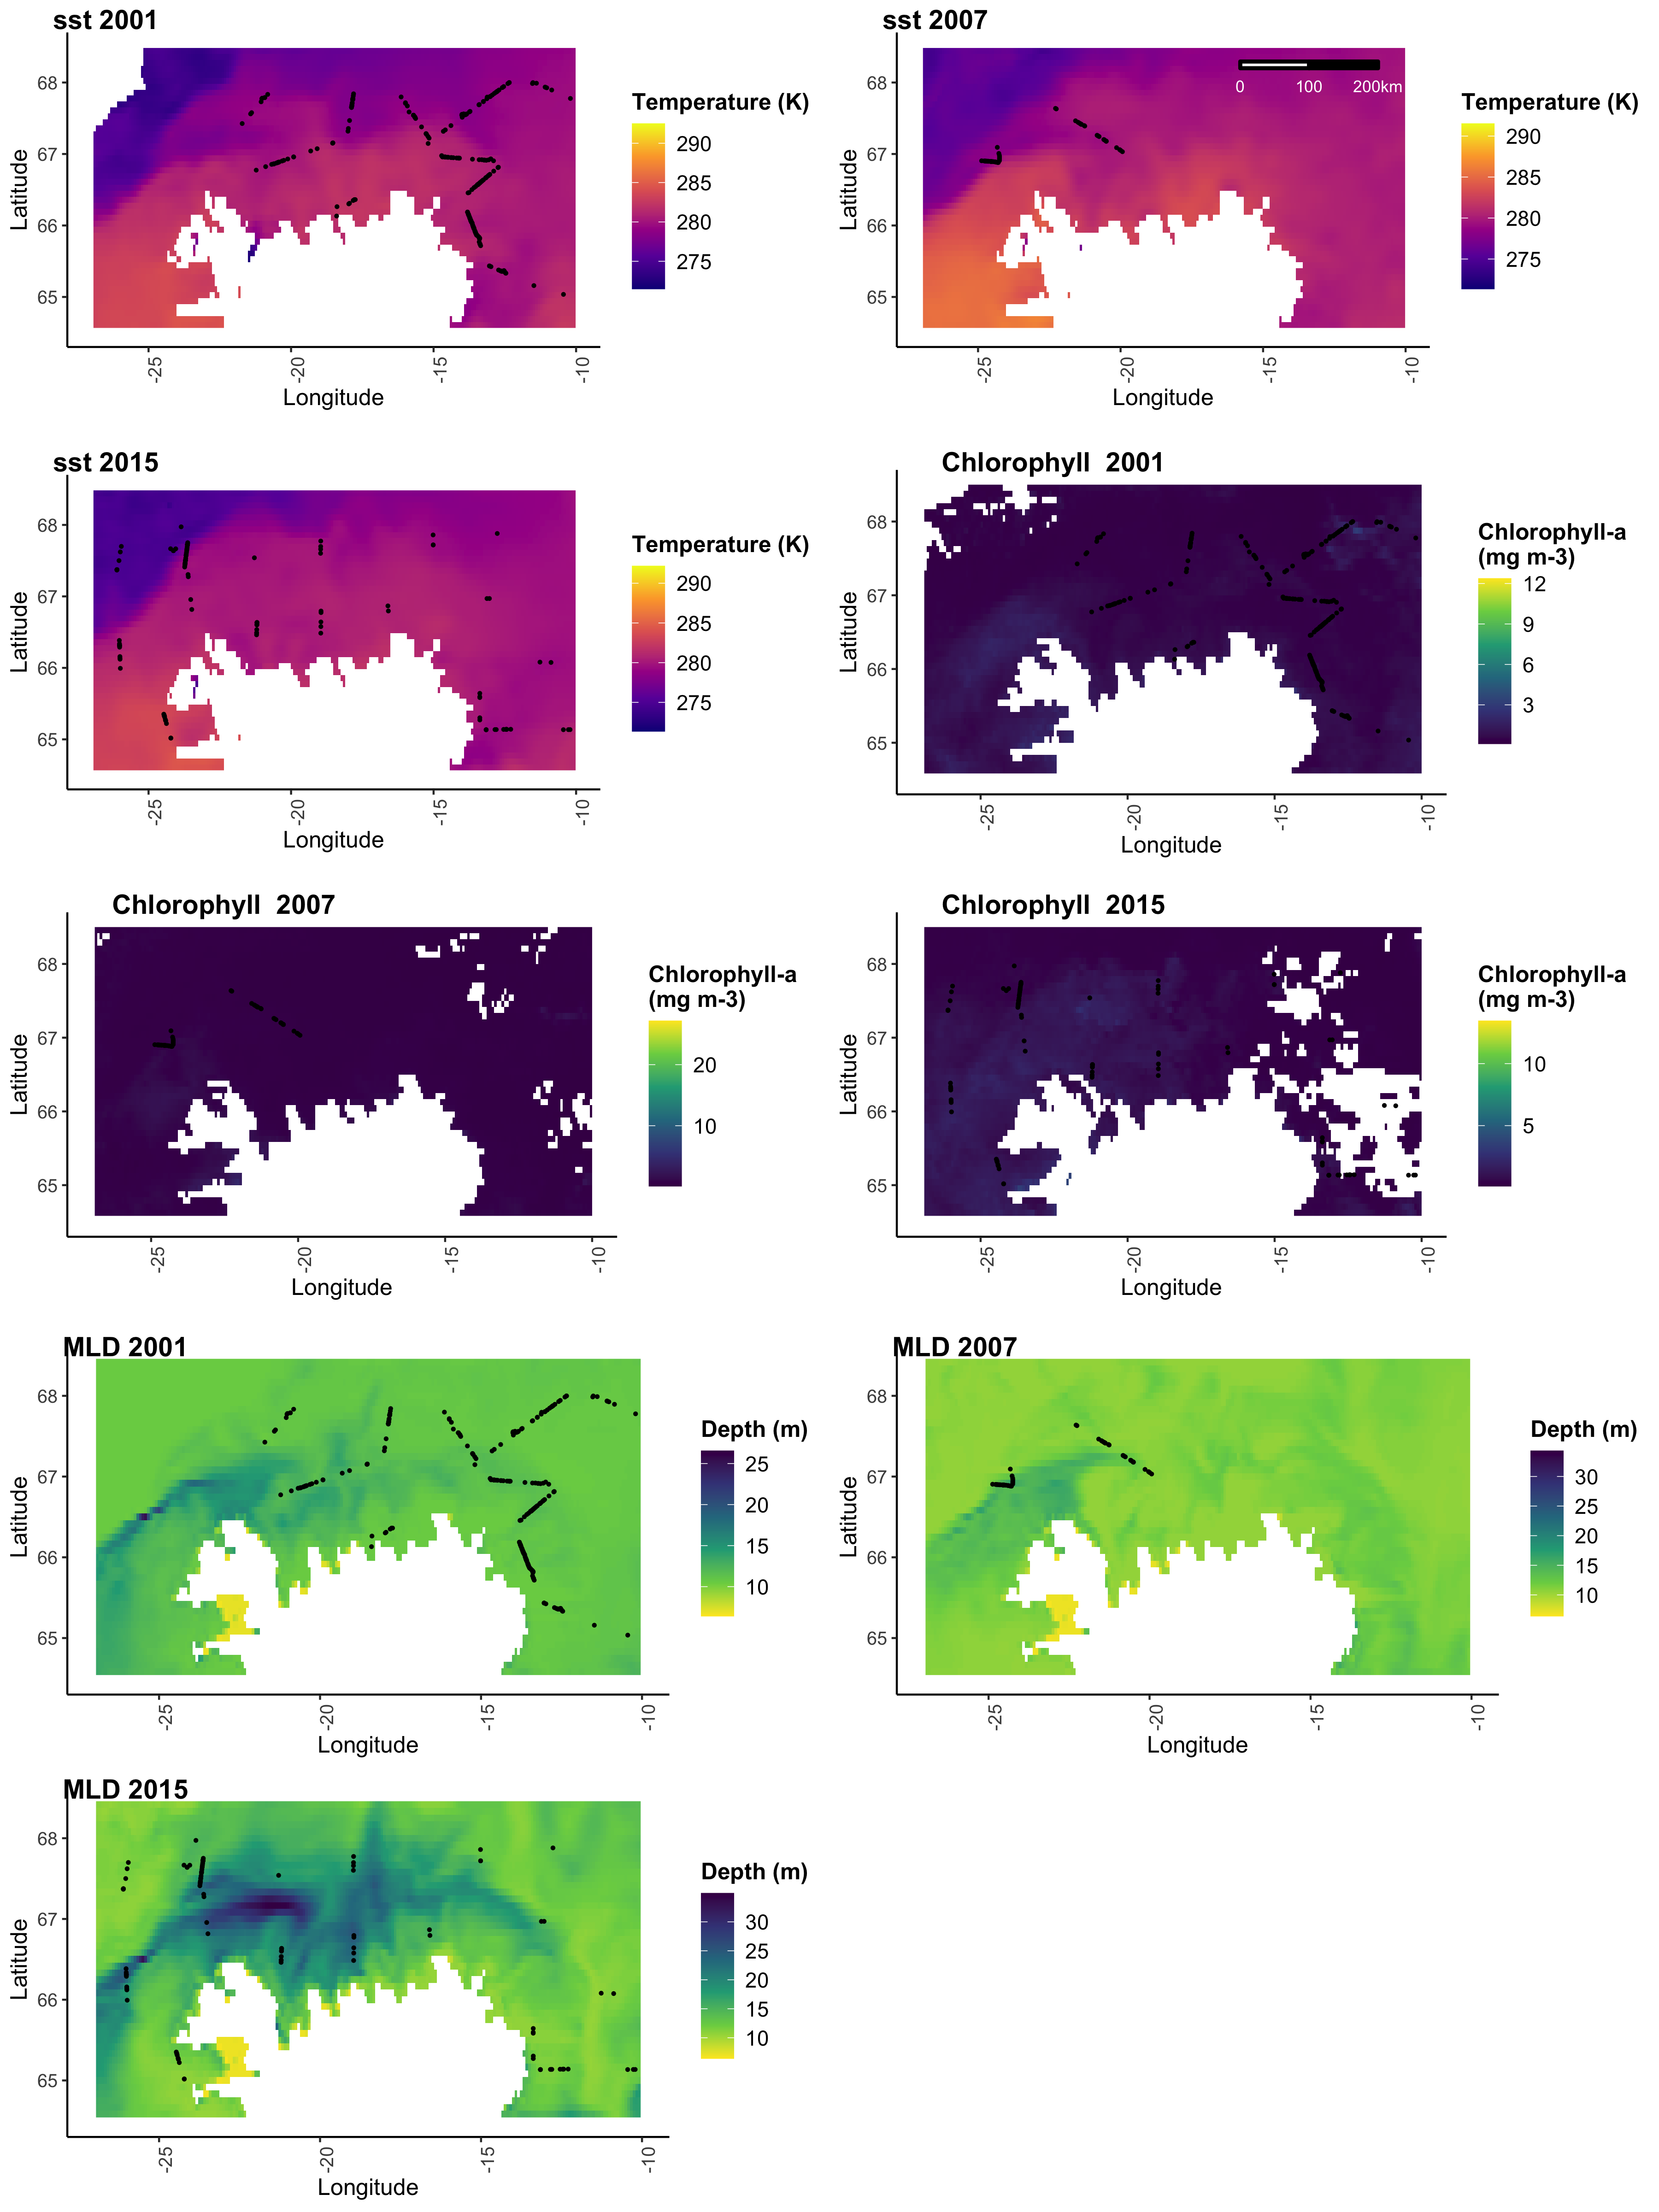 sst 2001
Latitude
68
67
66
65
-25
-20
-15
-10
Longitude
Temperature (K)
290
285
280
275
sst 2007
Latitude
68
67
66
65
-25
-20
-15
-10
Longitude
0 100 200km
Temperature (K)
290
285
280
275
sst 2015
Latitude
68
67
66
65
-25
-20
-15
-10
Longitude
Temperature (K)
290
285
280
275
Chlorophyll 2001
Latitude
68
67
66
65
-25
-20
-15
-10
Longitude
Chlorophyll-a
(mg m-3)
12
9
6
3
Chlorophyll 2007
Latitude
68
67
66
65
-25
-20
-15
-10
Longitude
Chlorophyll-a
(mg m-3)
20
10
Chlorophyll 2015
Latitude
68
67
66
65
-25
-20
-15
-10
Longitude
Chlorophyll-a
(mg m-3)
10
5
MLD 2001
Latitude
68
67
66
65
-25
-20
-15
-10
Longitude
Depth (m)
25
20
15
10
MLD 2007
Latitude
68
67
66
65
-25
-20
-15
-10
Longitude
Depth (m)
30
25
20
15
10
MLD 2015
Latitude
68
67
66
65
-25
-20
-15
-10
Longitude
Depth (m)
30
25
20
15
10